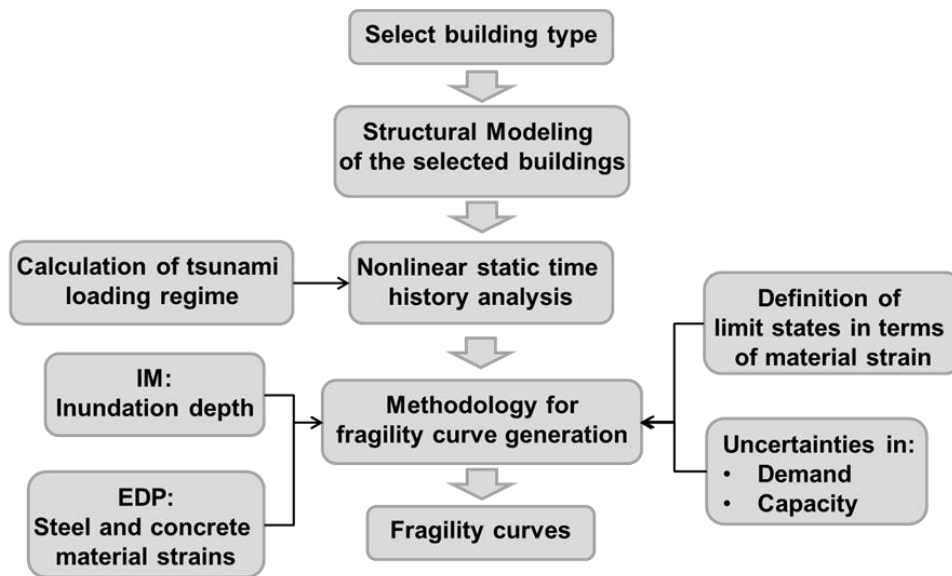 Select building type
Structural Modeling
of the selected buildings
Calculation of tsunami
loading regime
Nonlinear static time
history analysis
Definition of
limit states in terms
of material strain
IM:
Inundation depth
Methodology for
fragility curve generation
Uncertainties in:
• Demand
• Capacity
EDP:
Steel and concrete
material strains
Fragility curves